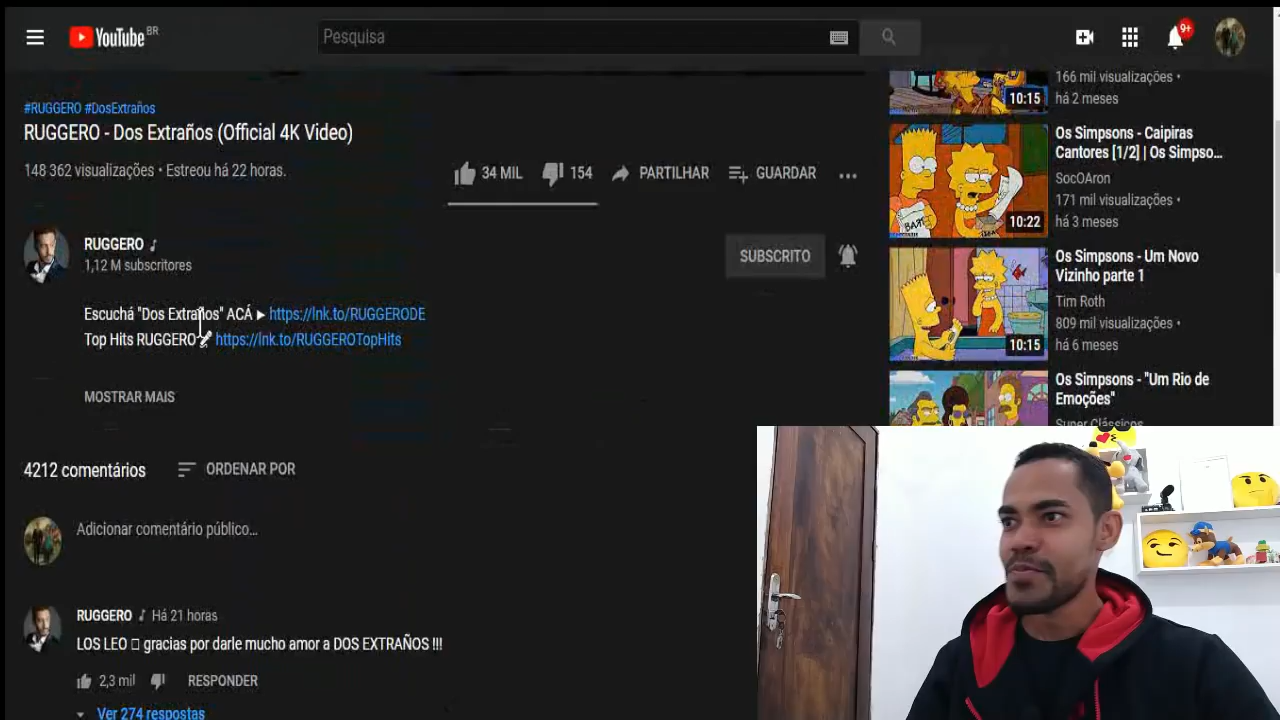 YouTube BR
Pesquisa
9+
#RUGGERO #DosExtraños
RUGGERO - Dos Extraños (Official 4K Video)
148 362 visualizações • Estreou há 22 horas.
34 MIL
154
PARTILHAR
GUARDAR
RUGGERO
1,12 M subscritores
SUBSCRITO
Escuchá "Dos Extraños" ACÁ ► https://lnk.to/RUGGERODE
Top Hits RUGGERO https://lnk.to/RUGGEROTopHits
MOSTRAR MAIS
4212 comentários
ORDENAR POR
Adicionar comentário público...
RUGGERO Há 21 horas
LOS LEO □ gracias por darle mucho amor a DOS EXTRAÑOS !!!
2,3 mil
RESPONDER
Ver 274 respostas
10:15
166 mil visualizações •
há 2 meses
10:22
Os Simpsons - Caipiras
Cantores [1/2] | Os Simpso...
SocOAron
171 mil visualizações •
há 3 meses
10:15
Os Simpsons - Um Novo
Vizinho parte 1
Tim Roth
809 mil visualizações •
há 6 meses
Os Simpsons - "Um Rio de
Emoções"
Super Clássicos